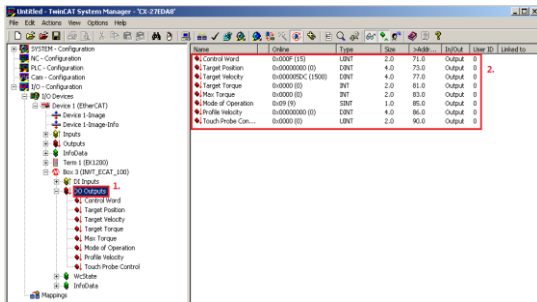 Untitled - TwinCAT System Manager - 'CX-27EDA8'
File Edit Actions View Options Help
SYSTEM - Configuration
NC - Configuration
PLC - Configuration
Cam - Configuration
I/O - Configuration
I/O Devices
Device 1 (EtherCAT)
Device 1-Image
Device 1-Image-Info
Inputs
Outputs
InfoData
Term 1 (EK1200)
Box 3 (INVT_ECAT_100)
DI Inputs
DO Outputs
1.
Control Word
Target Position
Target Velocity
Target Torque
Max Torque
Mode of Operation
Profile Velocity
Touch Probe Control
WcState
InfoData
Mappings
Name Online Type Size >Addr... In/Out User ID Linked to
Control Word 0x000F (15) UINT 2.0 71.0 Output 0
Target Position 0x00000000 (0) DINT 4.0 73.0 Output 0
Target Velocity 0x000005DC (1500) DINT 4.0 77.0 Output 0
Target Torque 0x0000 (0) INT 2.0 81.0 Output 0
Max Torque 0x0000 (0) INT 2.0 83.0 Output 0
Mode of Operation 0x09 (9) SINT 1.0 85.0 Output 0
Profile Velocity 0x00000000 (0) DINT 4.0 86.0 Output 0
Touch Probe Con... 0x0000 (0) UINT 2.0 90.0 Output 0
2.